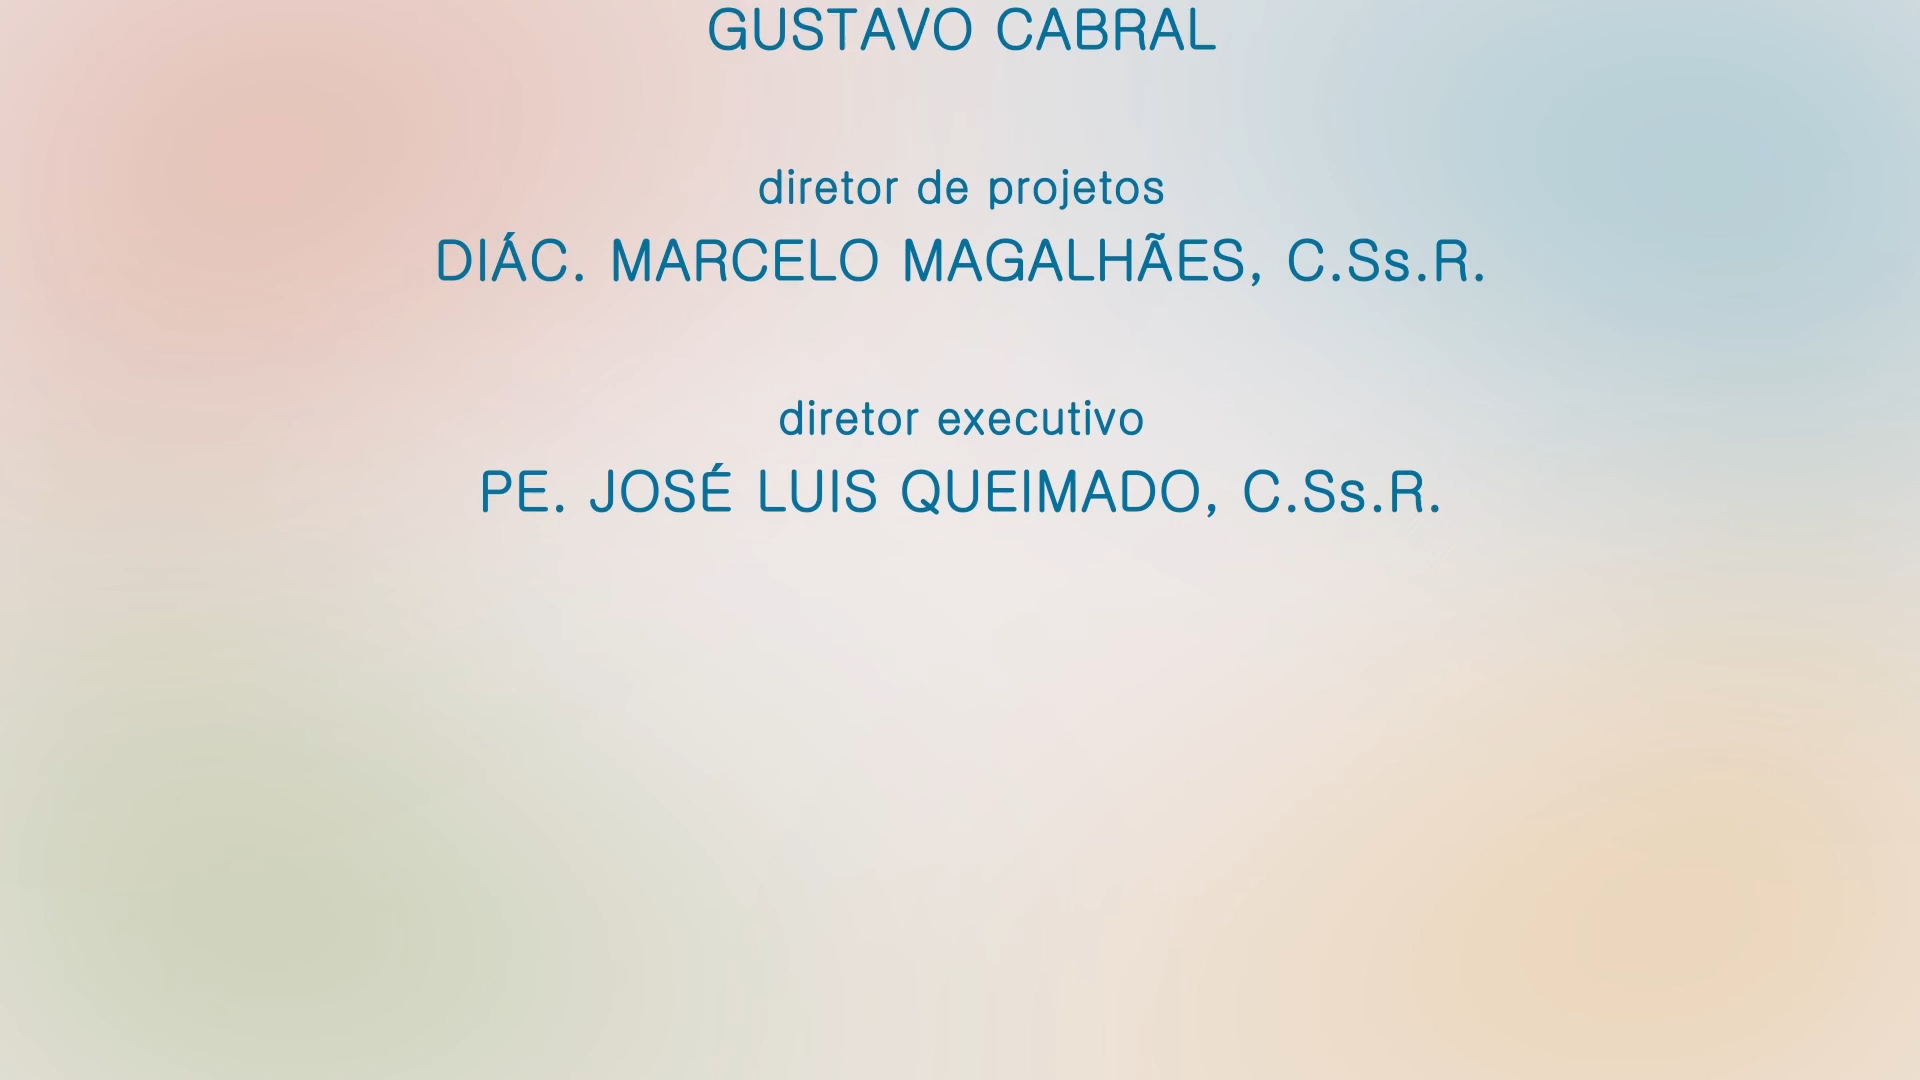 GUSTAVO CABRAL
diretor de projetos
DIÁC. MARCELO MAGALHÃES, C.Ss.R.
diretor executivo
PE. JOSÉ LUIS QUEIMADO, C.Ss.R.